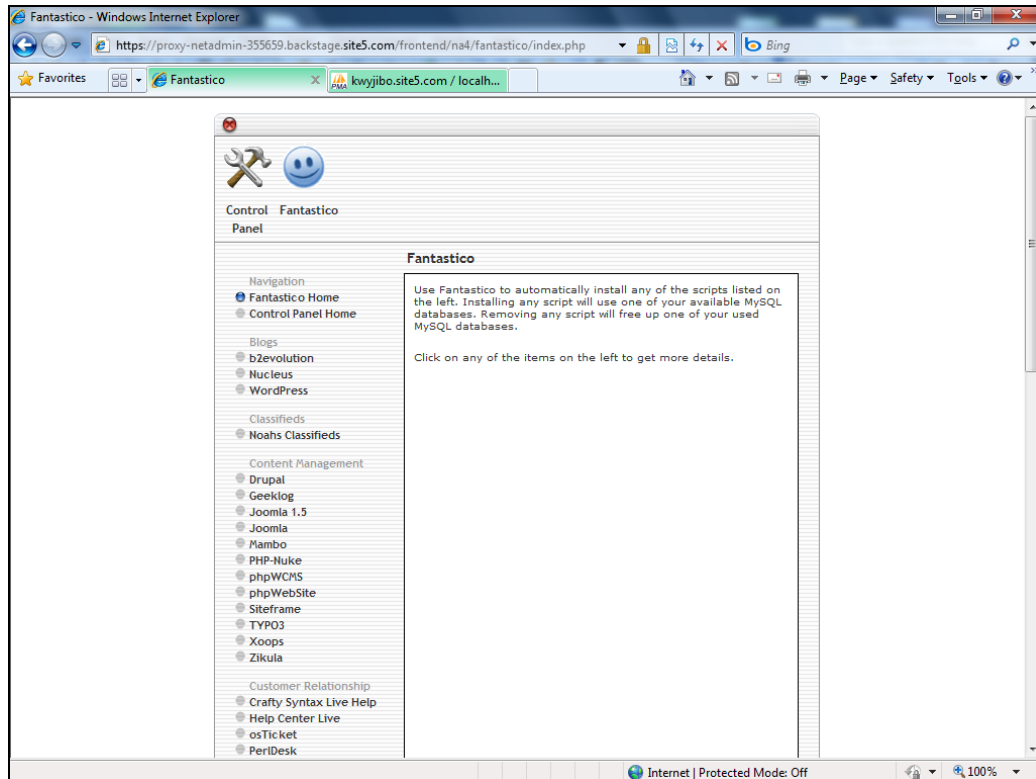 Fantastico - Windows Internet Explorer
https://proxy-netadmin-355659.backstage.site5.com/frontend/na4/fantastico/index.php
Bing
Favorites
Fantastico
PMA
kwyjibo.site5.com / localh...
Page
Safety
Tools
Control Panel
Fantastico
Fantastico
Navigation
Fantastico Home
Control Panel Home
Blogs
b2evolution
Nucleus
WordPress
Classifieds
Noahs Classifieds
Content Management
Drupal
Geeklog
Joomla 1.5
Joomla
Mambo
PHP-Nuke
phpWCMS
phpWebSite
Siteframe
TYPO3
Xoops
Zikula
Customer Relationship
Crafty Syntax Live Help
Help Center Live
osTicket
PerlDesk
Use Fantastico to automatically install any of the scripts listed on
the left. Installing any script will use one of your available MySQL
databases. Removing any script will free up one of your used
MySQL databases.
Click on any of the items on the left to get more details.
Internet | Protected Mode: Off
100%